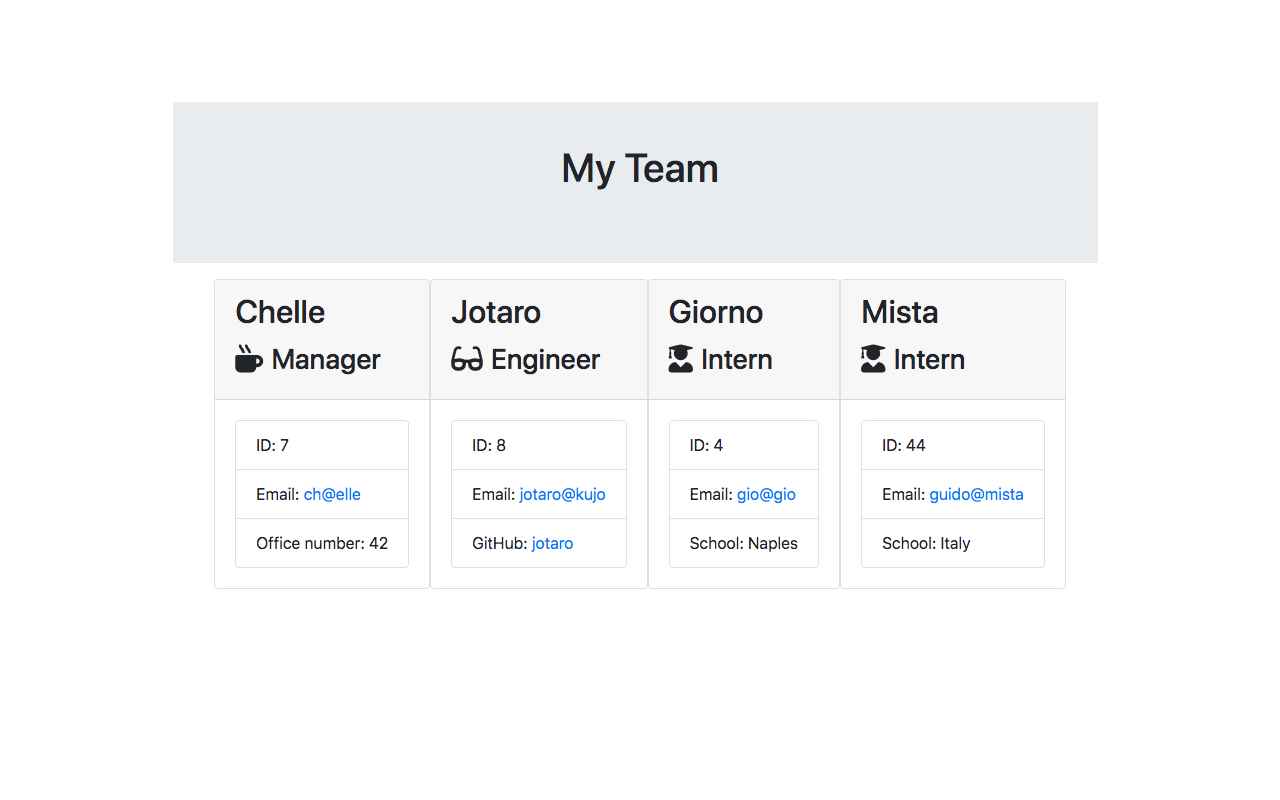 My Team
Chelle
Manager
ID: 7
Email: ch@elle
Office number: 42
Jotaro
Engineer
ID: 8
Email: jotaro@kujo
GitHub: jotaro
Giorno
Intern
ID: 4
Email: gio@gio
School: Naples
Mista
Intern
ID: 44
Email: guido@mista
School: Italy